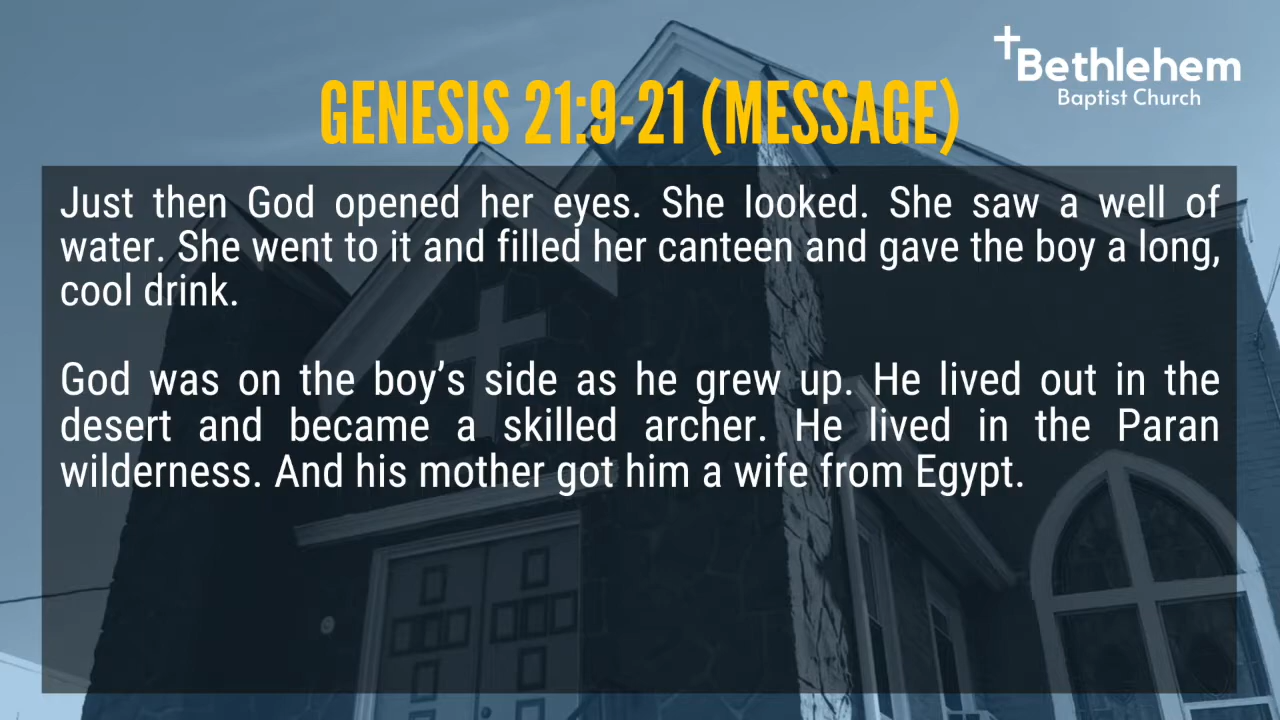 Bethlehem
Baptist Church
GENESIS 21:9-21 (MESSAGE)
Just then God opened her eyes. She looked. She saw a well of
water. She went to it and filled her canteen and gave the boy a long,
cool drink.
God was on the boy’s side as he grew up. He lived out in the
desert and became a skilled archer. He lived in the Paran
wilderness. And his mother got him a wife from Egypt.